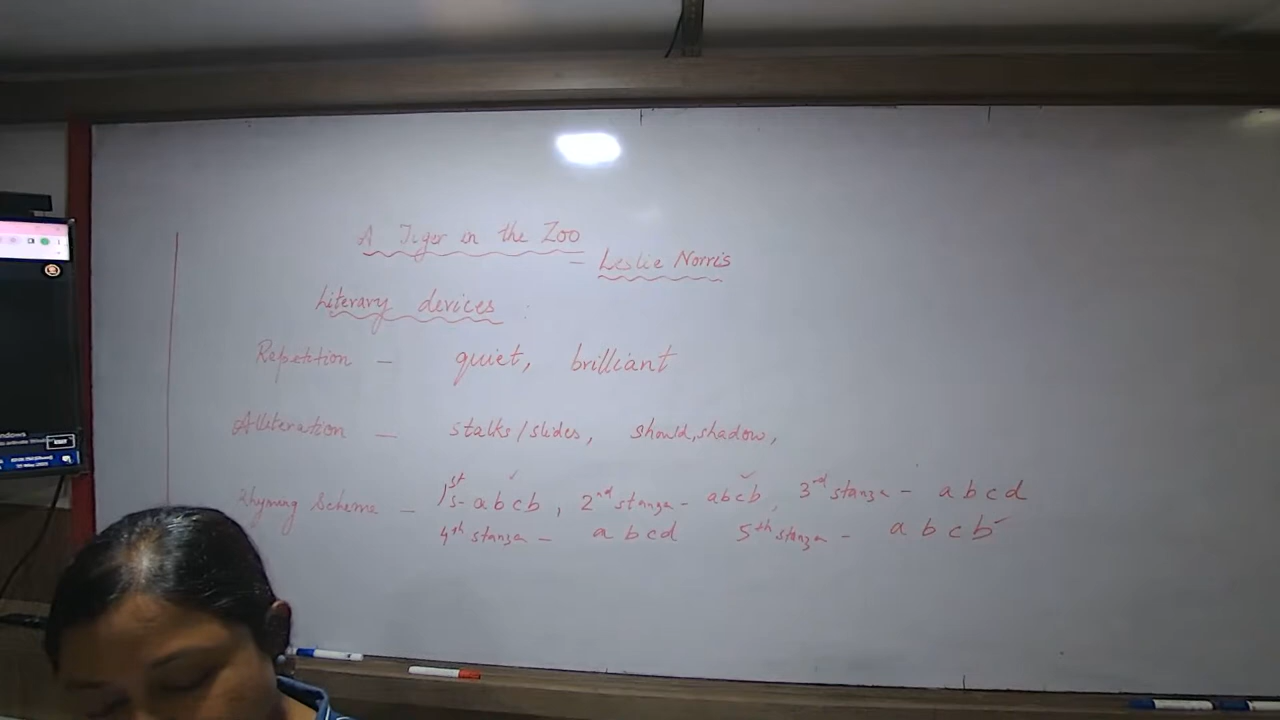 A Tiger in the Zoo
- Leslie Norris
Literary devices :
Repetition - quiet, brilliant
Alliteration - stalks/slides, should,shadow,
Rhyming Scheme - 1st s- abcb, 2nd stanza - abcb, 3rd stanza - abcd
4th stanza - abcd 5th stanza - abcb